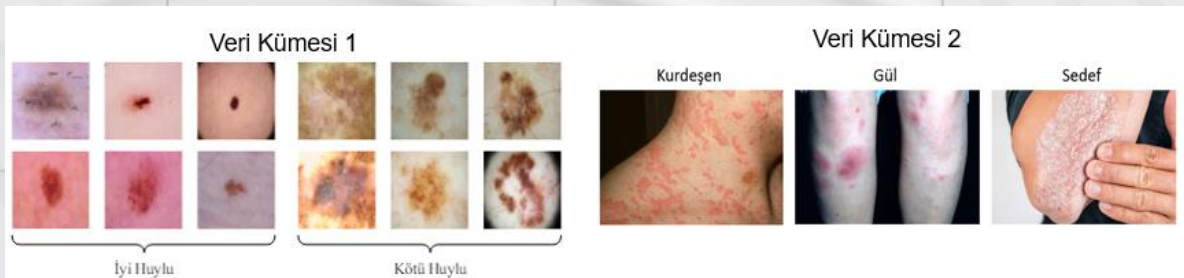 Veri Kümesi 1
İyi Huylu
Kötü Huylu
Veri Kümesi 2
Kurdeşen
Gül
Sedef